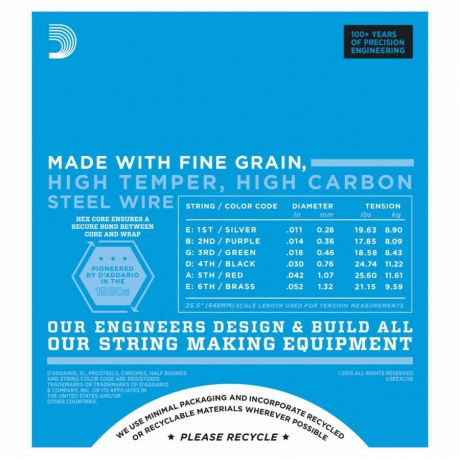 100+ YEARS
OF PRECISION
ENGINEERING
MADE WITH FINE GRAIN,
HIGH TEMPER, HIGH CARBON
STEEL WIRE
HEX CORE ENSURES A
SECURE BOND BETWEEN
CORE AND WRAP
PIONEERED
BY D'ADDARIO
IN THE
1930s
STRING / COLOR CODE DIAMETER TENSION
in mm lbs kg
E: 1ST / SILVER .011 0.28 19.63 8.90
B: 2ND / PURPLE .014 0.36 17.85 8.09
G: 3RD / GREEN .018 0.46 18.58 8.43
D: 4TH / BLACK .030 0.76 24.74 11.22
A: 5TH / RED .042 1.07 25.60 11.61
E: 6TH / BRASS .052 1.32 21.15 9.59
25.5" (648MM) SCALE LENGTH USED FOR TENSION MEASUREMENTS
OUR ENGINEERS DESIGN & BUILD ALL
OUR STRING MAKING EQUIPMENT
D'ADDARIO, XL, PROSTEELS, CHROMES, HALF ROUNDS
AND STRING COLOR CODE ARE REGISTERED
TRADEMARKS OR TRADEMARKS OF D'ADDARIO
& COMPANY, INC. OR ITS AFFILIATES IN
THE UNITED STATES AND/OR
OTHER COUNTRIES.
©2013 ALL RIGHTS RESERVED
WE USE MINIMAL PACKAGING AND INCORPORATE RECYCLED
OR RECYCLABLE MATERIALS WHEREVER POSSIBLE
★ PLEASE RECYCLE ★